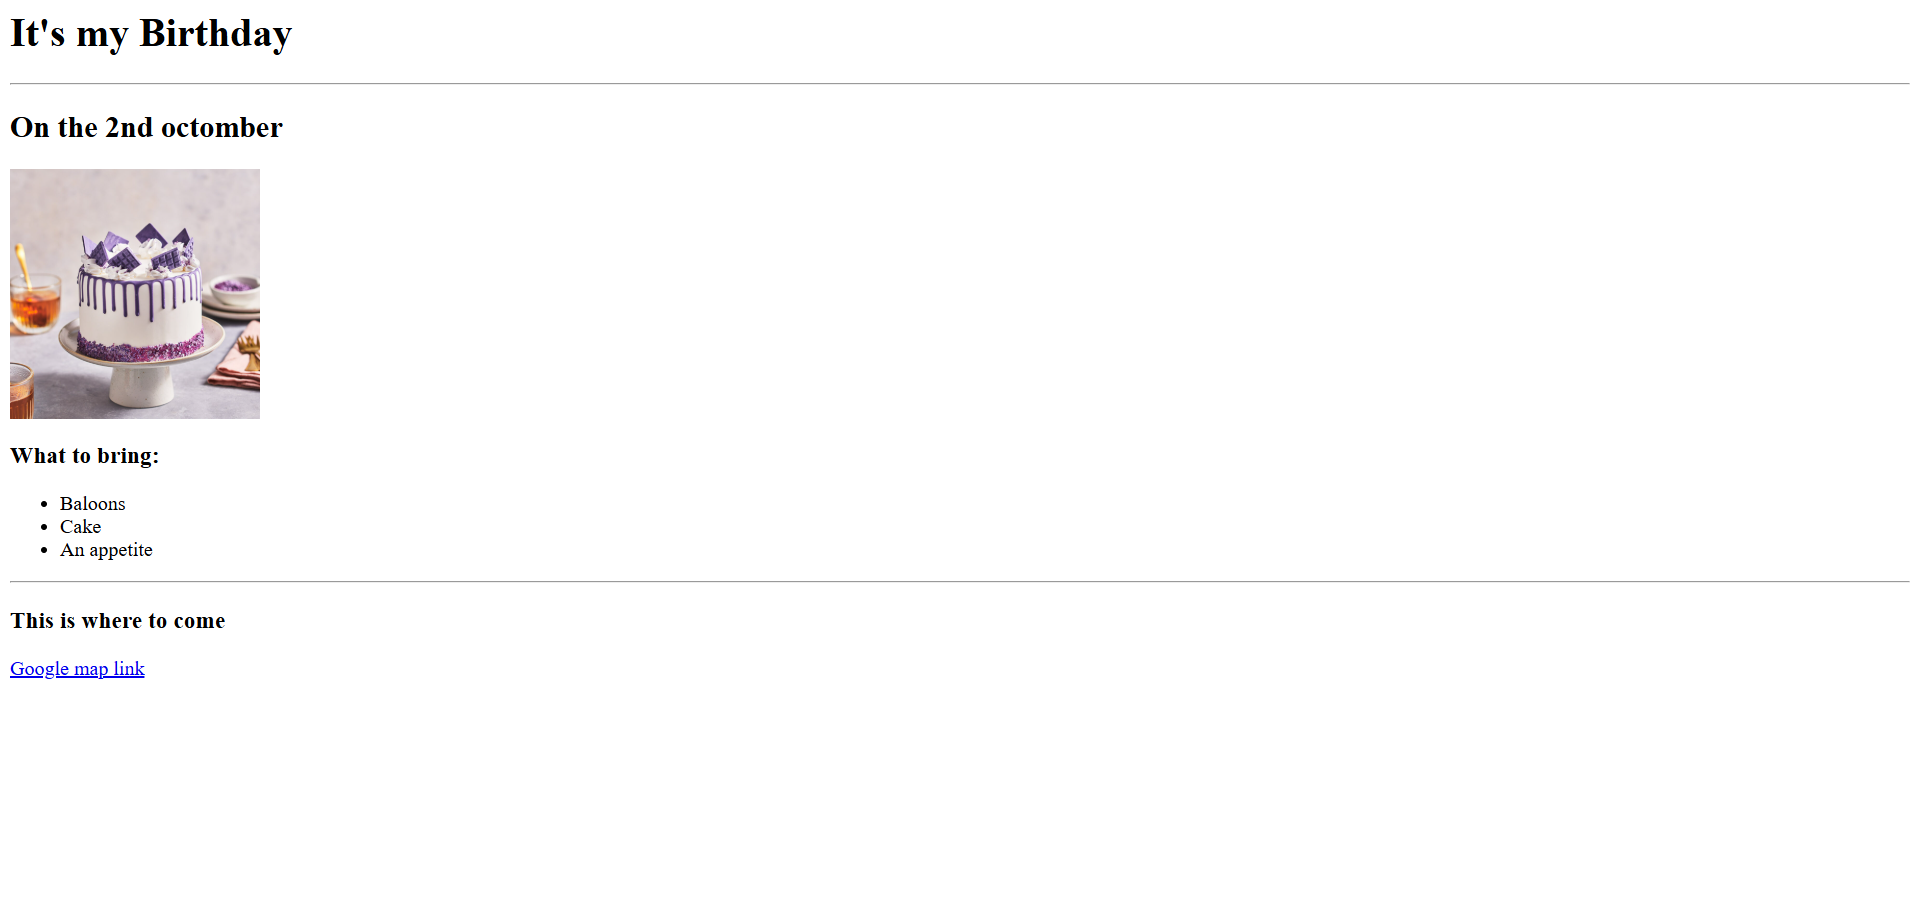 It's my Birthday
On the 2nd octomber
What to bring:
Baloons
Cake
An appetite
This is where to come
Google map link